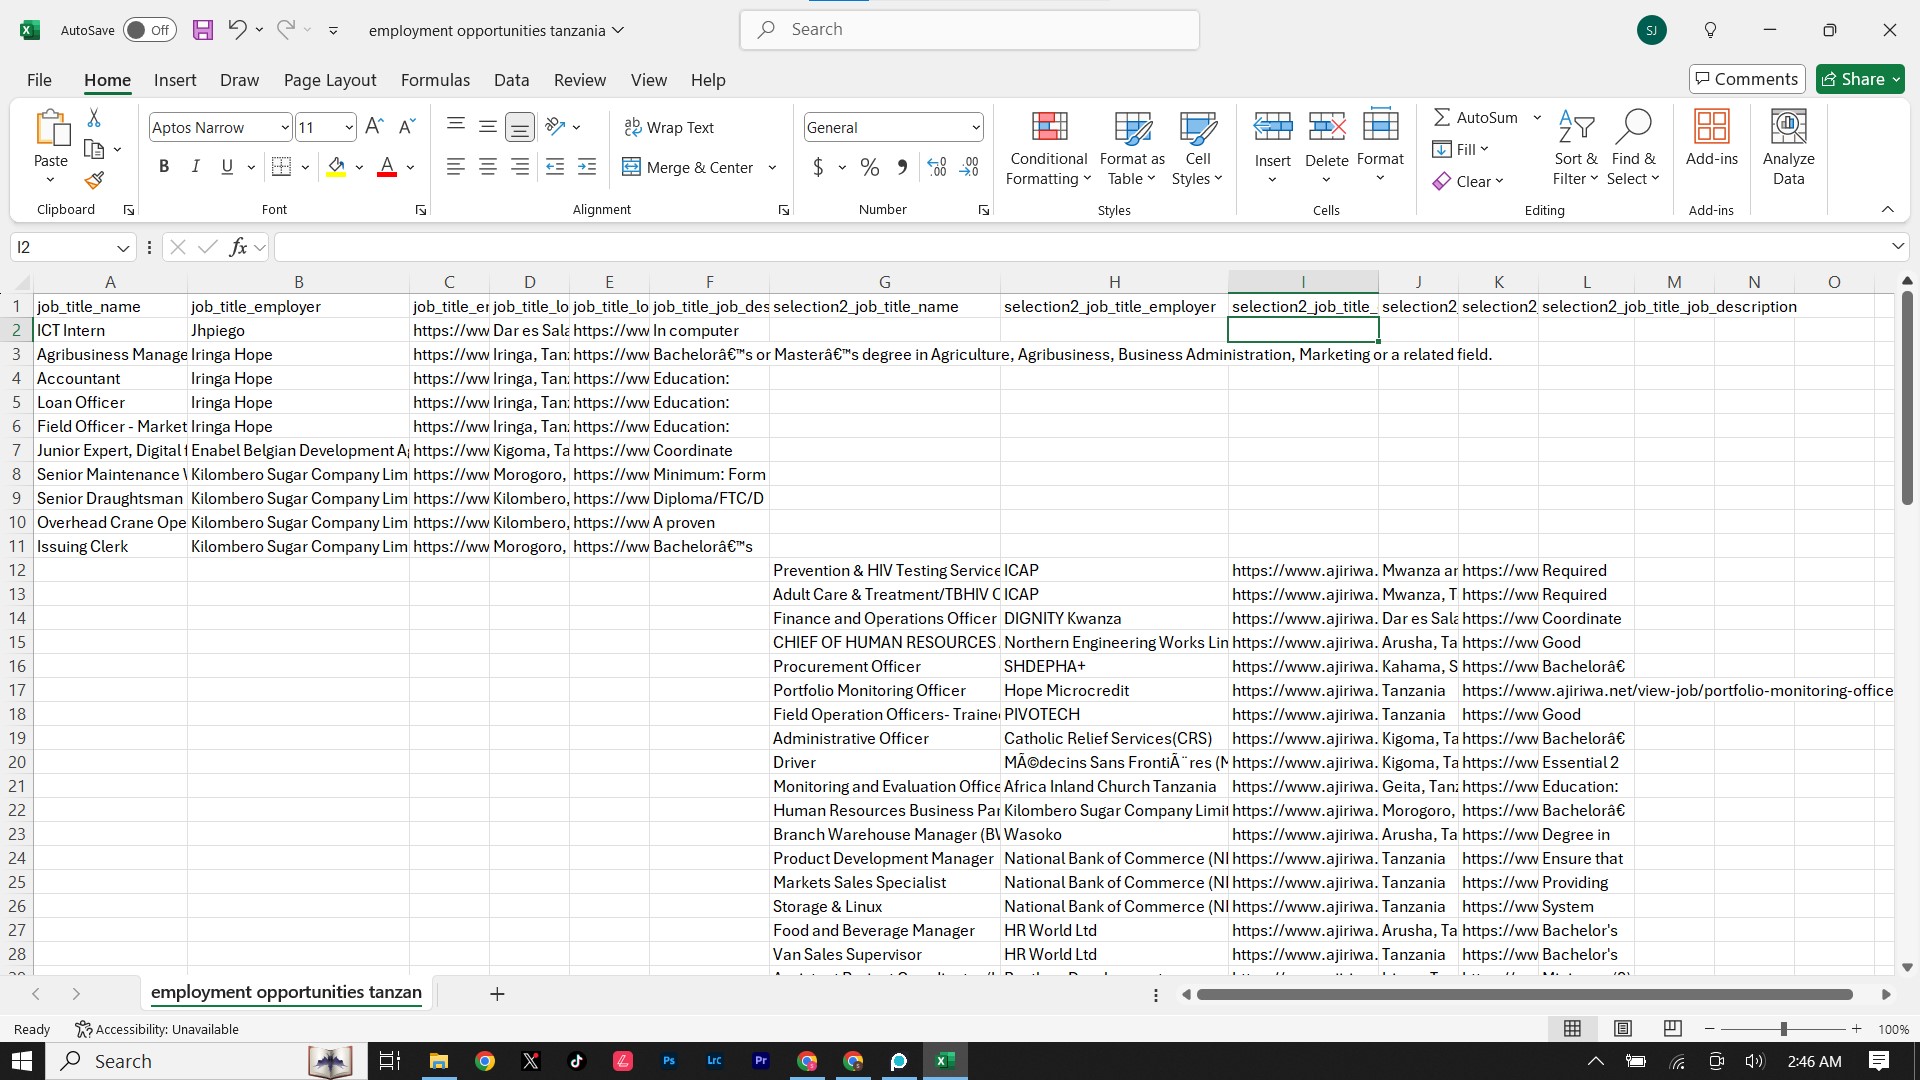 AutoSave Off employment opportunities tanzania Search SJ
File Home Insert Draw Page Layout Formulas Data Review View Help Comments Share
Paste Aptos Narrow 11 Wrap Text General Conditional Formatting Format as Table Cell Styles Insert Delete Format AutoSum Fill Clear Sort & Filter Find & Select Add-ins Analyze Data
B I U Merge & Center $ %
Clipboard Font Alignment Number Styles Cells Editing Add-ins
I2 fx
A B C D E F G H I J K L M N O
1 job_title_name job_title_employer job_title_er job_title_lo job_title_lo job_title_job_des selection2_job_title_name selection2_job_title_employer selection2_job_title_ selection2_ selection2_ selection2_job_title_job_description
2 ICT Intern Jhpiego https://ww Dar es Sala https://ww In computer
3 Agribusiness Manage Iringa Hope https://ww Iringa, Tanz https://ww Bachelorâ€™s or Masterâ€™s degree in Agriculture, Agribusiness, Business Administration, Marketing or a related field.
4 Accountant Iringa Hope https://ww Iringa, Tanz https://ww Education:
5 Loan Officer Iringa Hope https://ww Iringa, Tanz https://ww Education:
6 Field Officer - Market Iringa Hope https://ww Iringa, Tanz https://ww Education:
7 Junior Expert, Digital Enabel Belgian Development A https://ww Kigoma, Ta https://ww Coordinate
8 Senior Maintenance Kilombero Sugar Company Lim https://ww Morogoro, https://ww Minimum: Form
9 Senior Draughtsman Kilombero Sugar Company Lim https://ww Kilombero, https://ww Diploma/FTC/D
10 Overhead Crane Ope Kilombero Sugar Company Lim https://ww Kilombero, https://ww A proven
11 Issuing Clerk Kilombero Sugar Company Lim https://ww Morogoro, https://ww Bachelorâ€™s
12 Prevention & HIV Testing Service ICAP https://www.ajiriwa. Mwanza ar https://ww Required
13 Adult Care & Treatment/TBHIV C ICAP https://www.ajiriwa. Mwanza, T https://ww Required
14 Finance and Operations Officer DIGNITY Kwanza https://www.ajiriwa. Dar es Sala https://ww Coordinate
15 CHIEF OF HUMAN RESOURCES Northern Engineering Works Lin https://www.ajiriwa. Arusha, Ta https://ww Good
16 Procurement Officer SHDEPHA+ https://www.ajiriwa. Kahama, S https://ww Bachelorâ€
17 Portfolio Monitoring Officer Hope Microcredit https://www.ajiriwa. Tanzania https://www.ajiriwa.net/view-job/portfolio-monitoring-office
18 Field Operation Officers- Traine PIVOTECH https://www.ajiriwa. Tanzania https://ww Good
19 Administrative Officer Catholic Relief Services(CRS) https://www.ajiriwa. Kigoma, Ta https://ww Bachelorâ€
20 Driver MÃ©decins Sans FrontiÃ¨res (M https://www.ajiriwa. Kigoma, Ta https://ww Essential 2
21 Monitoring and Evaluation Office Africa Inland Church Tanzania https://www.ajiriwa. Geita, Tanz https://ww Education:
22 Human Resources Business Par Kilombero Sugar Company Limit https://www.ajiriwa. Morogoro, https://ww Bachelorâ€
23 Branch Warehouse Manager (BW Wasoko https://www.ajiriwa. Arusha, Ta https://ww Degree in
24 Product Development Manager National Bank of Commerce (N https://www.ajiriwa. Tanzania https://ww Ensure that
25 Markets Sales Specialist National Bank of Commerce (N https://www.ajiriwa. Tanzania https://ww Providing
26 Storage & Linux National Bank of Commerce (N https://www.ajiriwa. Tanzania https://ww System
27 Food and Beverage Manager HR World Ltd https://www.ajiriwa. Arusha, Ta https://ww Bachelor's
28 Van Sales Supervisor HR World Ltd https://www.ajiriwa. Tanzania https://ww Bachelor's
employment opportunities tanzan
Ready Accessibility: Unavailable 100%
Search Ps LrC Pr 2:46 AM